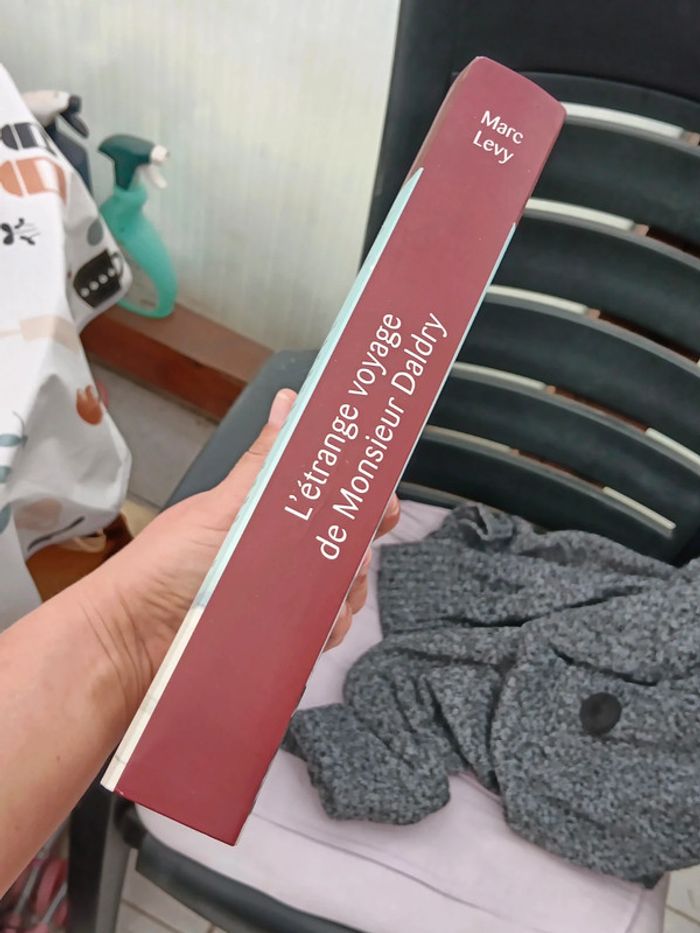 Marc
Levy
L'étrange voyage
de Monsieur Daldry